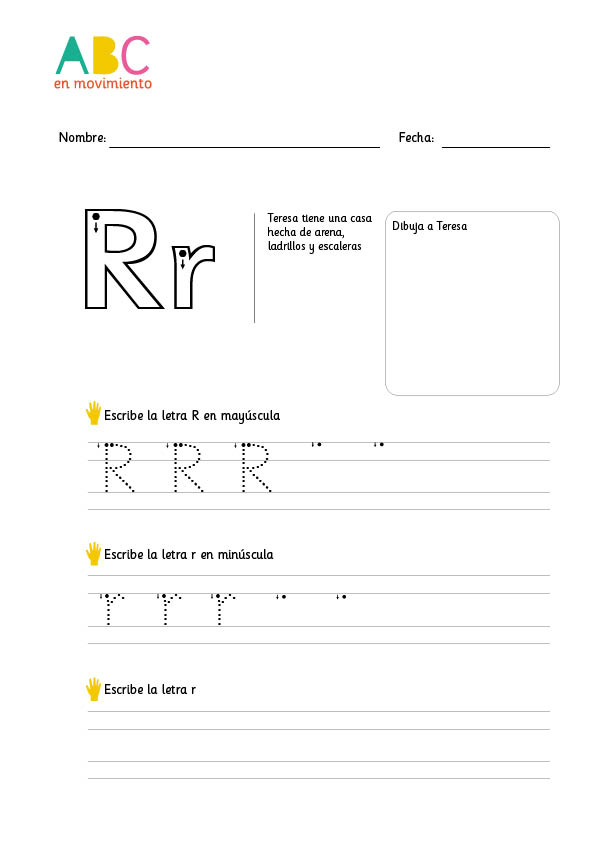 ABC
en movimiento
Nombre:
Fecha:
Rr
Teresa tiene una casa
hecha de arena,
ladrillos y escaleras
Dibuja a Teresa
Escribe la letra R en mayúscula
R R R
Escribe la letra r en minúscula
r r r
Escribe la letra r